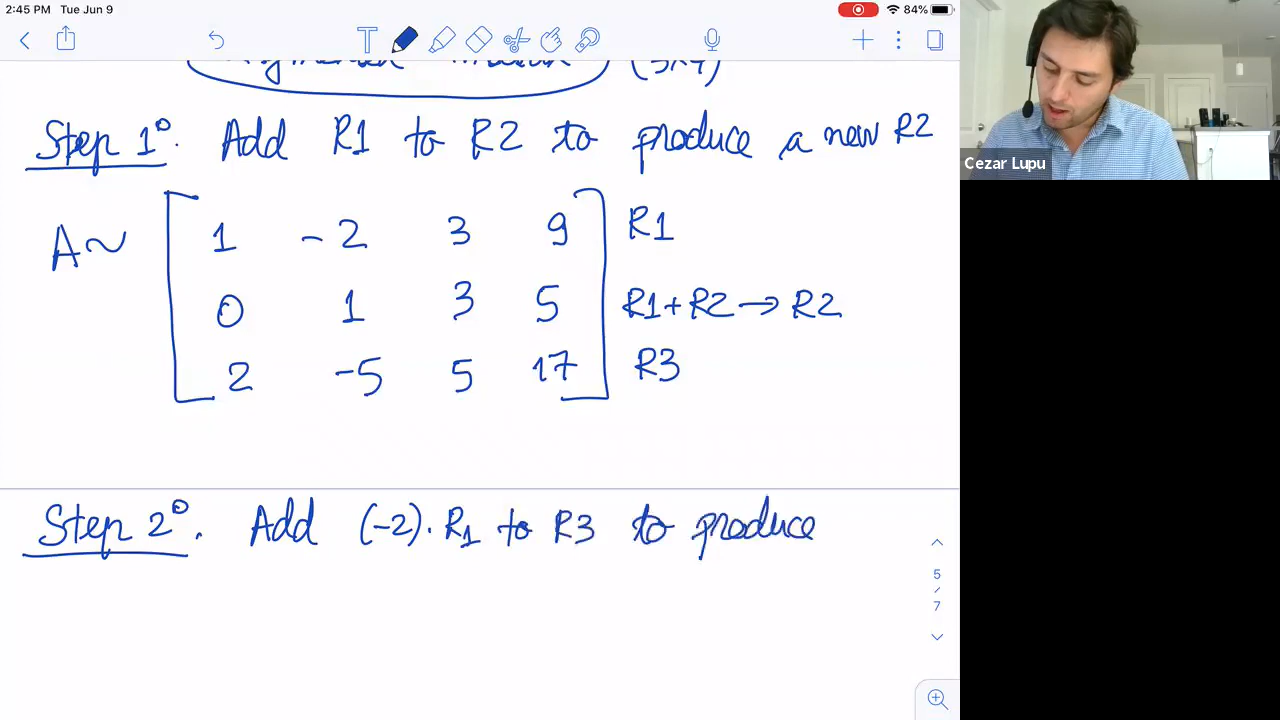 2:45 PM Tue Jun 9
84%
(3x4)
Step 1°. Add R1 to R2 to produce a new R2
A~
1 -2 3 9 R1
0 1 3 5 R1+R2→R2
2 -5 5 17 R3
Step 2°. Add (-2)·R1 to R3 to produce
5
/
7
Cezar Lupu